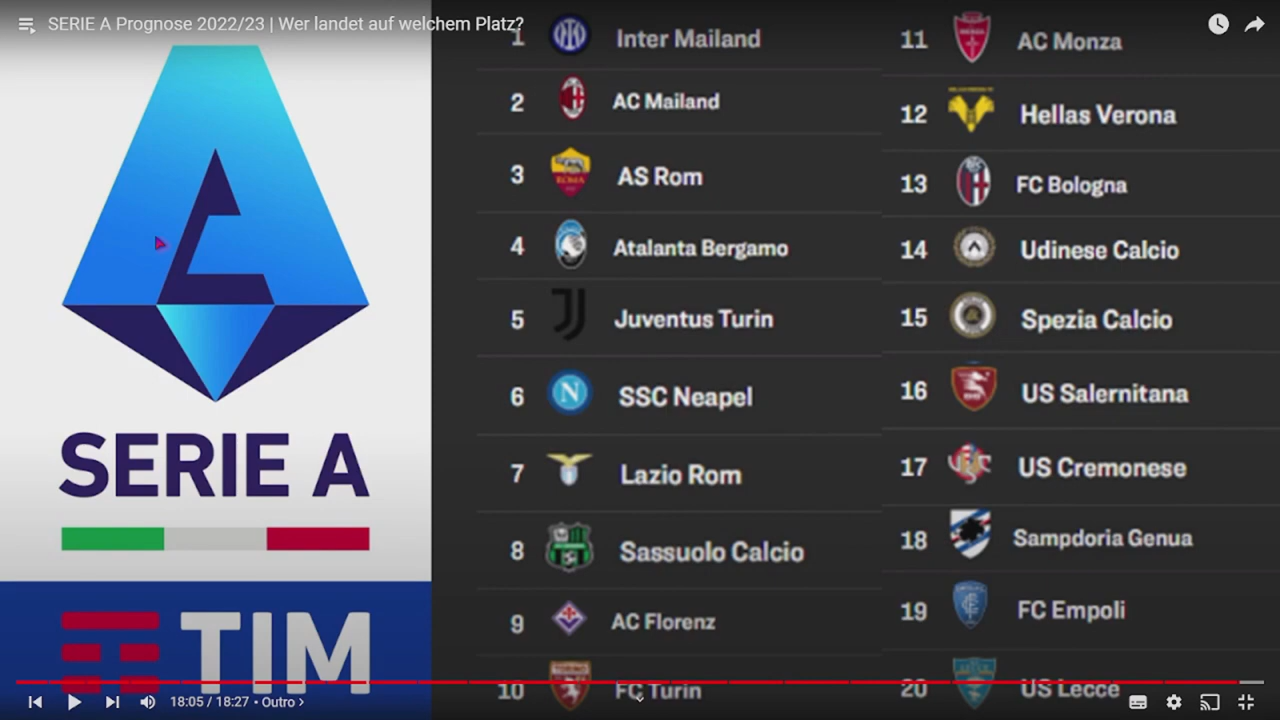 SERIE A Prognose 2022/23 | Wer landet auf welchem Platz?
1 Inter Mailand
2 AC Mailand
3 AS Rom
4 Atalanta Bergamo
5 Juventus Turin
6 SSC Neapel
7 Lazio Rom
8 Sassuolo Calcio
9 AC Florenz
10 FC Turin
11 AC Monza
12 Hellas Verona
13 FC Bologna
14 Udinese Calcio
15 Spezia Calcio
16 US Salernitana
17 US Cremonese
18 Sampdoria Genua
19 FC Empoli
20 US Lecce
SERIE A
TIM
18:05 / 18:27 • Outro